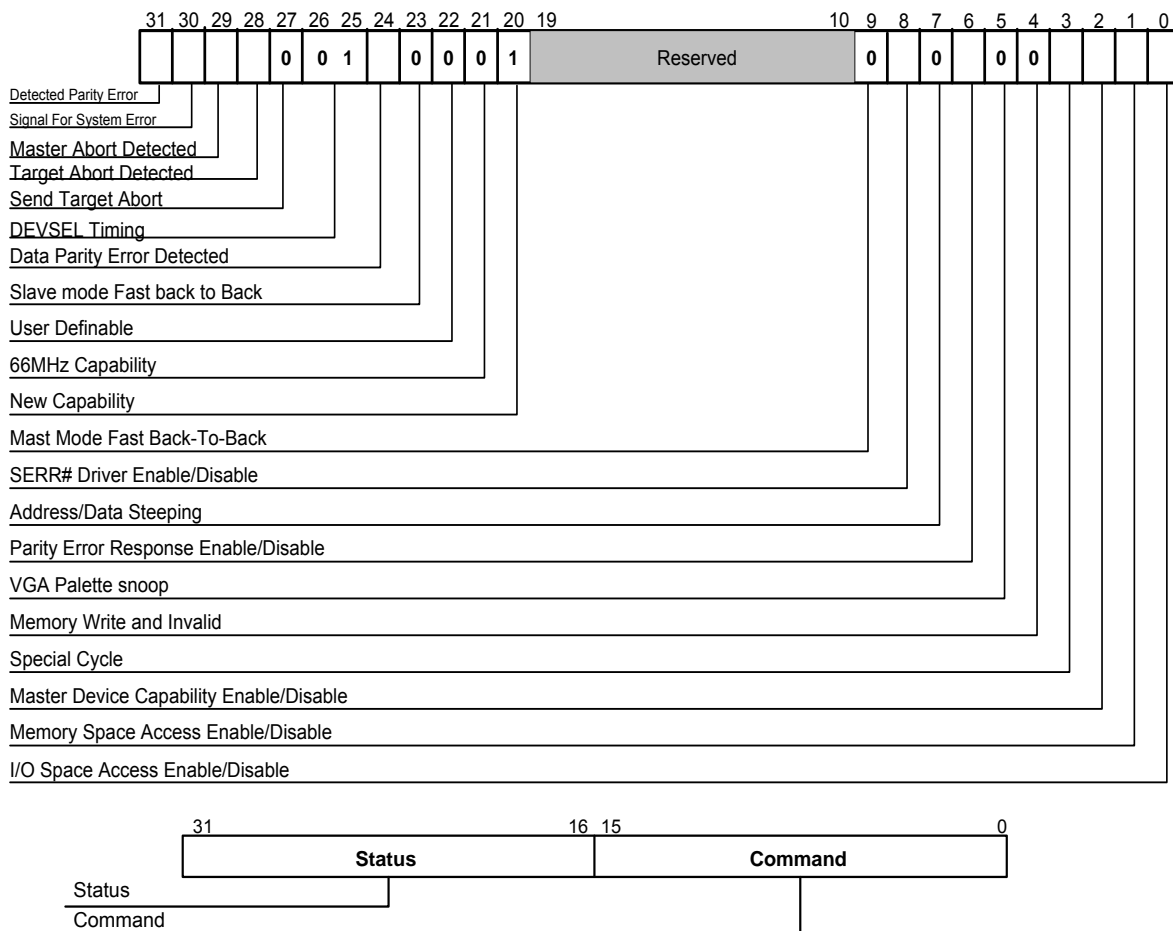 31 30 29 28 27 26 25 24 23 22 21 20 19 10 9 8 7 6 5 4 3 2 1 0
0 0 1 0 0 0 1 Reserved 0 0 0 0
Detected Parity Error
Signal For System Error
Master Abort Detected
Target Abort Detected
Send Target Abort
DEVSEL Timing
Data Parity Error Detected
Slave mode Fast back to Back
User Definable
66MHz Capability
New Capability
Mast Mode Fast Back-To-Back
SERR# Driver Enable/Disable
Address/Data Steeping
Parity Error Response Enable/Disable
VGA Palette snoop
Memory Write and Invalid
Special Cycle
Master Device Capability Enable/Disable
Memory Space Access Enable/Disable
I/O Space Access Enable/Disable
31 16 15 0
Status Command
Status
Command